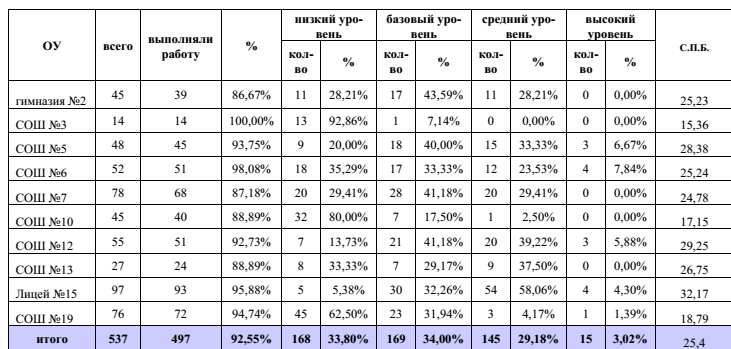 ОУ всего выполняли работу % низкий уро-вень базовый уро-вень средний уро-вень высокий уровень С.П.Б.
кол-во % кол-во % кол-во % кол-во %
гимназия №2 45 39 86,67% 11 28,21% 17 43,59% 11 28,21% 0 0,00% 25,23
СОШ №3 14 14 100,00% 13 92,86% 1 7,14% 0 0,00% 0 0,00% 15,36
СОШ №5 48 45 93,75% 9 20,00% 18 40,00% 15 33,33% 3 6,67% 28,38
СОШ №6 52 51 98,08% 18 35,29% 17 33,33% 12 23,53% 4 7,84% 25,24
СОШ №7 78 68 87,18% 20 29,41% 28 41,18% 20 29,41% 0 0,00% 24,78
СОШ №10 45 40 88,89% 32 80,00% 7 17,50% 1 2,50% 0 0,00% 17,15
СОШ №12 55 51 92,73% 7 13,73% 21 41,18% 20 39,22% 3 5,88% 29,25
СОШ №13 27 24 88,89% 8 33,33% 7 29,17% 9 37,50% 0 0,00% 26,75
Лицей №15 97 93 95,88% 5 5,38% 30 32,26% 54 58,06% 4 4,30% 32,17
СОШ №19 76 72 94,74% 45 62,50% 23 31,94% 3 4,17% 1 1,39% 18,79
итого 537 497 92,55% 168 33,80% 169 34,00% 145 29,18% 15 3,02% 25,4